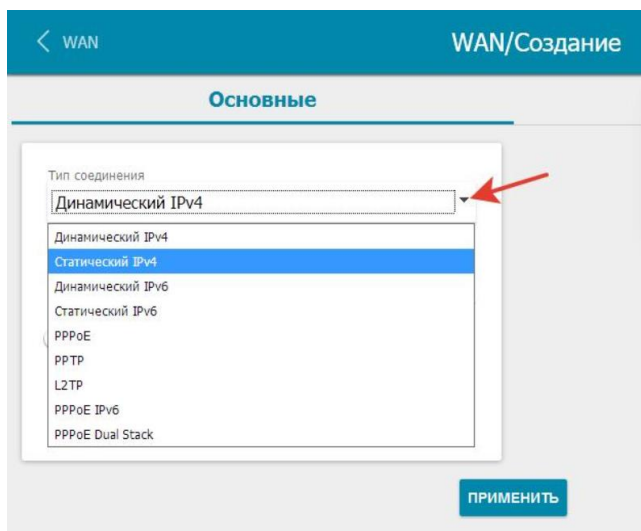 WAN
WAN/Создание
Основные
Тип соединения
Динамический IPv4
Динамический IPv4
Статический IPv4
Динамический IPv6
Статический IPv6
PPPoE
PPTP
L2TP
PPPoE IPv6
PPPoE Dual Stack
ПРИМЕНИТЬ